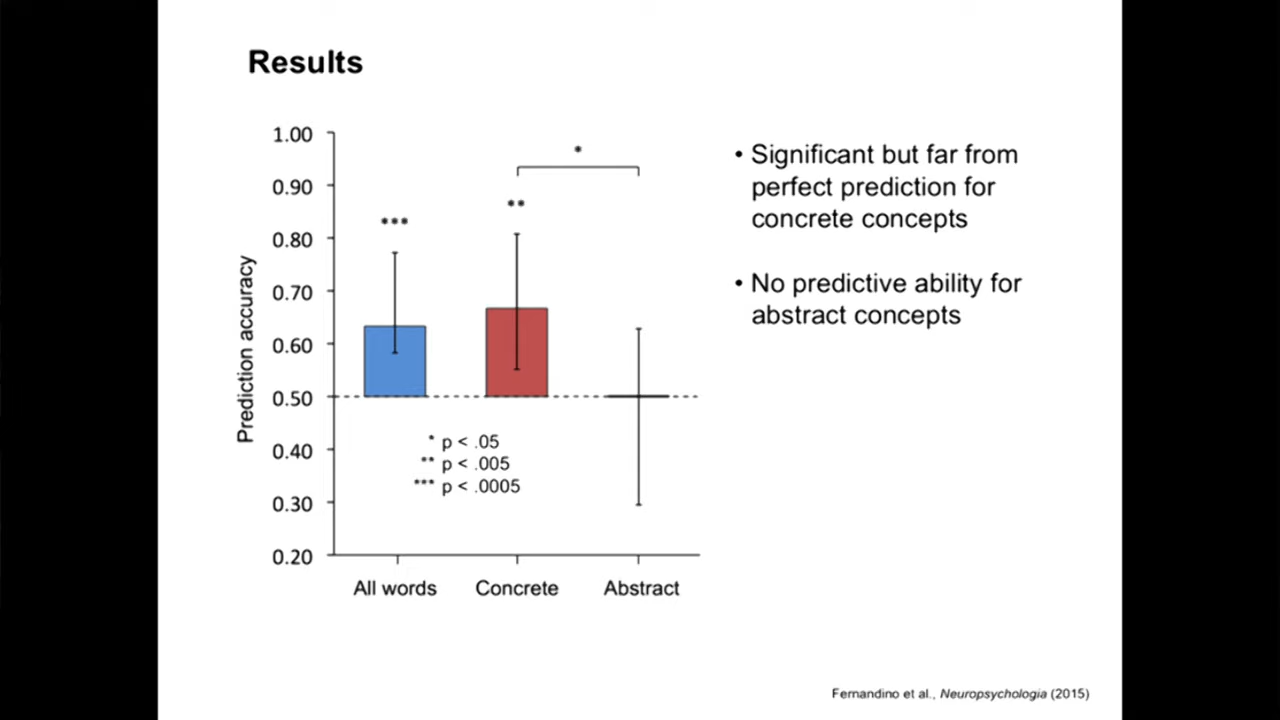 Results
1.00
0.90
0.80
0.70
0.60
0.50
0.40
0.30
0.20
Prediction accuracy
***
**
*
* p < .05
** p < .005
*** p < .0005
All words
Concrete
Abstract
• Significant but far from
perfect prediction for
concrete concepts
• No predictive ability for
abstract concepts
Fernandino et al., Neuropsychologia (2015)